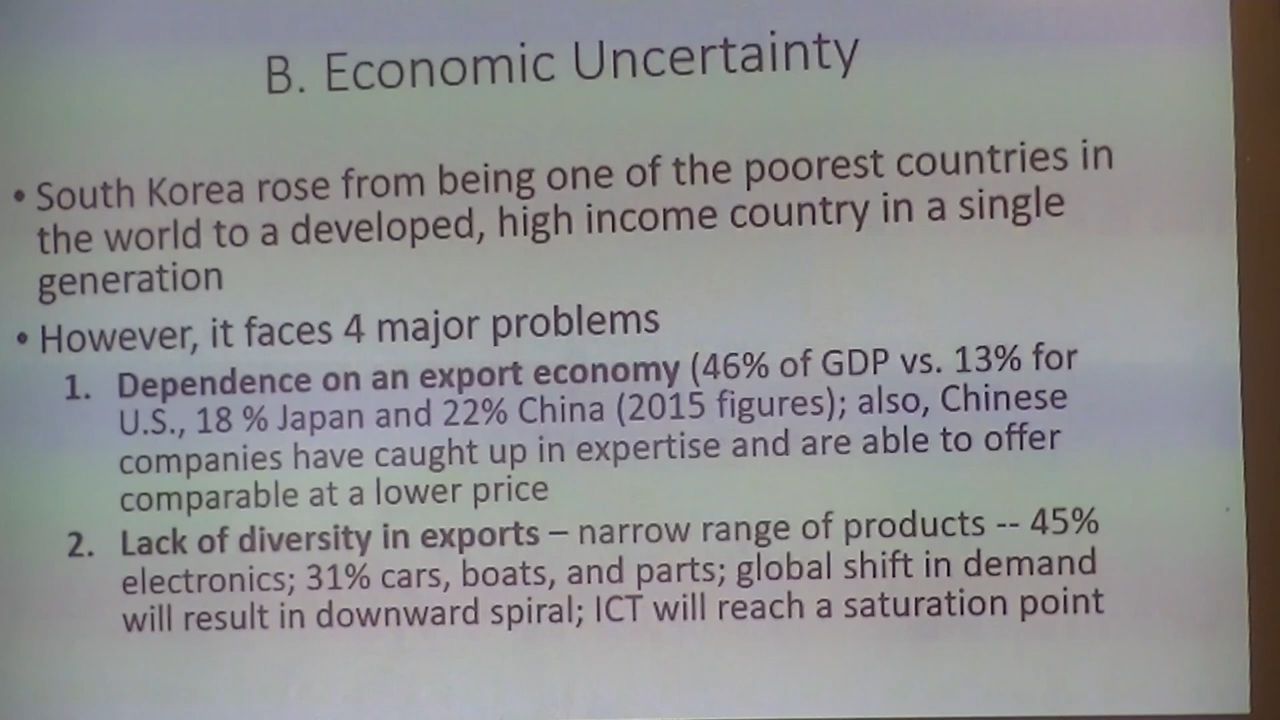 B. Economic Uncertainty
• South Korea rose from being one of the poorest countries in
the world to a developed, high income country in a single
generation
• However, it faces 4 major problems
1. Dependence on an export economy (46% of GDP vs. 13% for
U.S., 18 % Japan and 22% China (2015 figures); also, Chinese
companies have caught up in expertise and are able to offer
comparable at a lower price
2. Lack of diversity in exports – narrow range of products -- 45%
electronics; 31% cars, boats, and parts; global shift in demand
will result in downward spiral; ICT will reach a saturation point